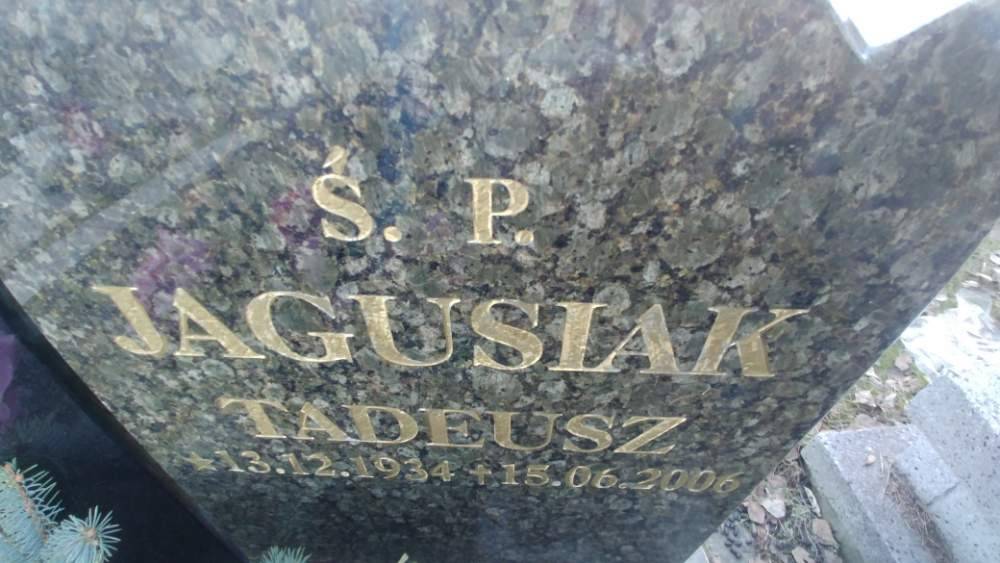 Ś. P.
JAGUSIAK
TADEUSZ
★13.12.1934 +15.06.2006